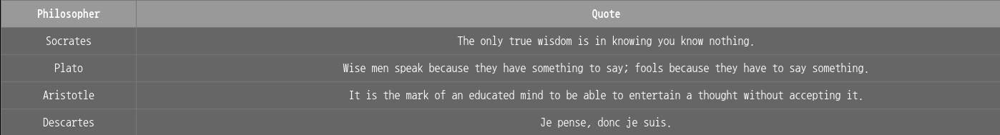 Philosopher Quote
Socrates The only true wisdom is in knowing you know nothing.
Plato Wise men speak because they have something to say; fools because they have to say something.
Aristotle It is the mark of an educated mind to be able to entertain a thought without accepting it.
Descartes Je pense, donc je suis.